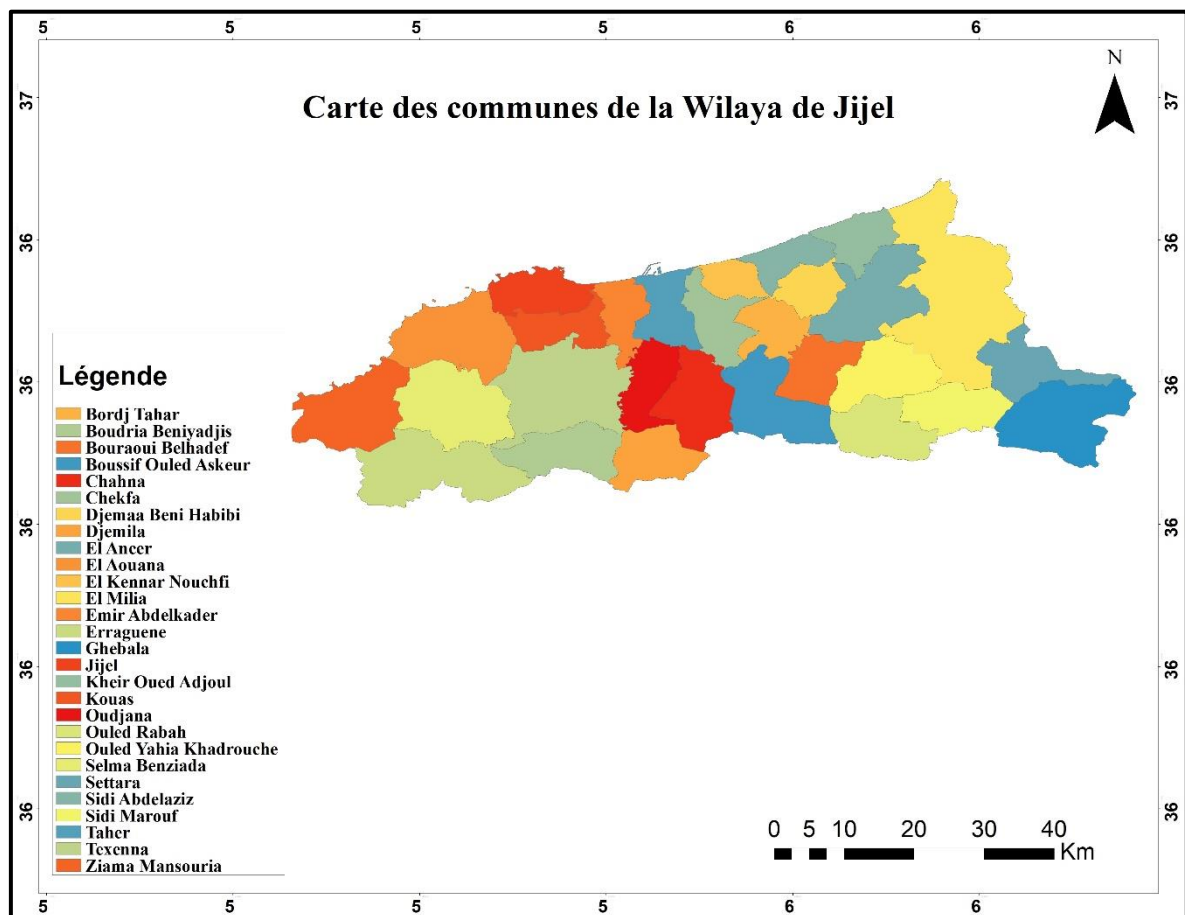 5 5 5 5 6 6
N
37 37
Carte des communes de la Wilaya de Jijel
36 36
36 36
Légende
Bordj Tahar
Boudria Beniyadjis
Bouraoui Belhadef
Boussif Ouled Askeur
Chahna
Chekfa
Djemaa Beni Habibi
Djemila
El Ancer
El Aouana
El Kennar Nouchfi
El Milia
Emir Abdelkader
Erraguene
Ghebala
Jijel
Kheir Oued Adjoul
Kouas
Oudjana
Ouled Rabah
Ouled Yahia Khadrouche
Selma Benziada
Settara
Sidi Abdelaziz
Sidi Marouf
Taher
Texenna
Ziama Mansouria
36 36
36 36
36 36
0 5 10 20 30 40
Km
5 5 5 5 6 6